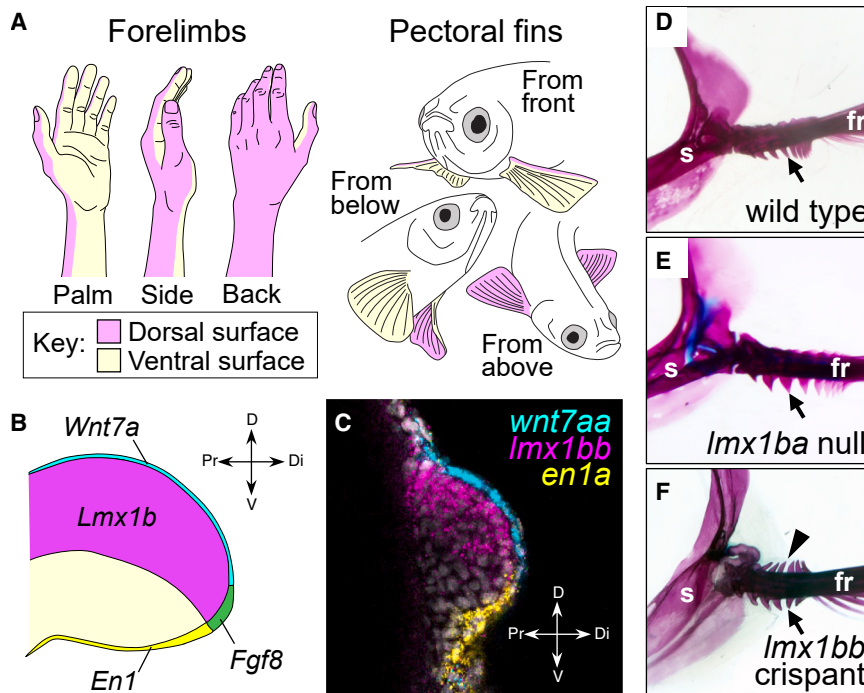 A
Forelimbs
Pectoral fins
From
front
From
below
From
above
Palm
Side
Back
Key:
Dorsal surface
Ventral surface
B
Wnt7a
Lmx1b
En1
Fgf8
D
Pr
Di
V
C
wnt7aa
lmx1bb
en1a
D
Pr
Di
V
D
s
fr
wild type
E
s
fr
lmx1ba null
F
s
fr
lmx1bb
crispant